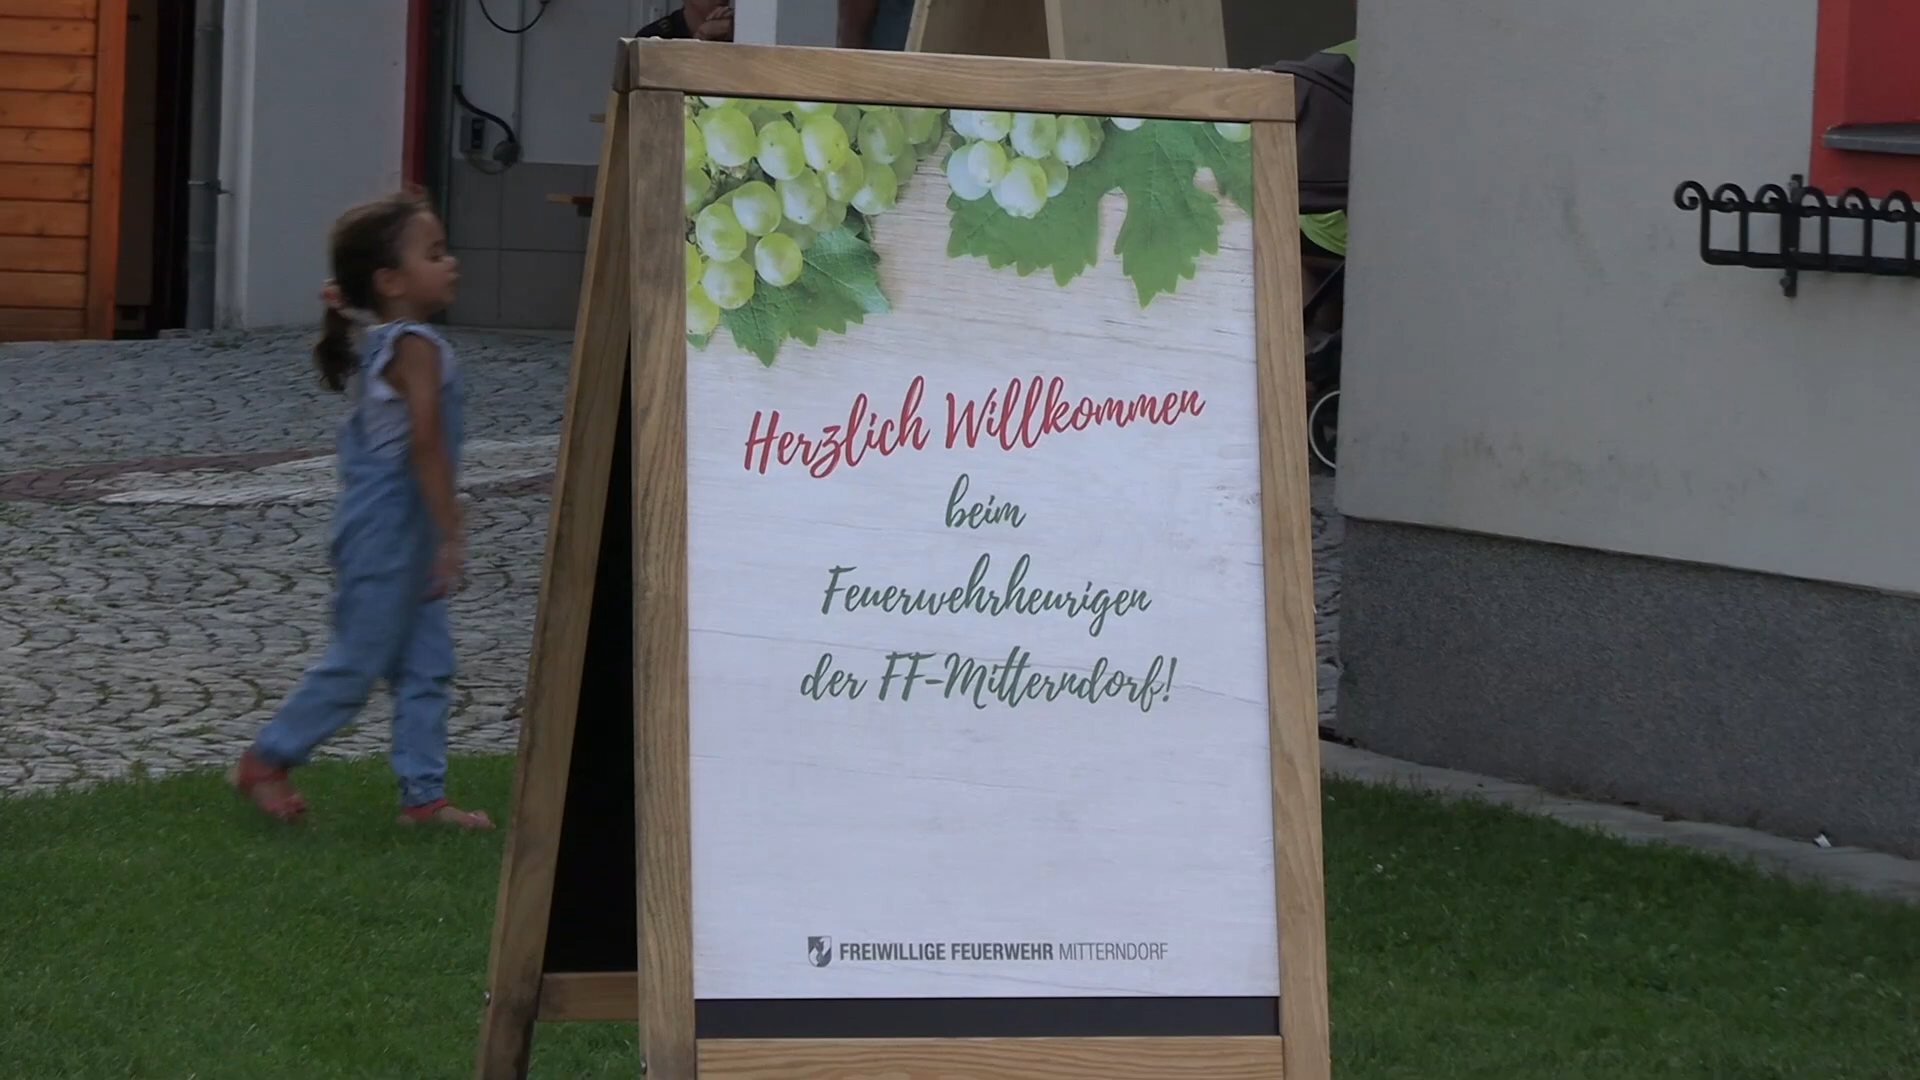 Herzlich Willkommen
beim
Feuerwehrheurigen
der FF-Mitterndorf!
FREIWILLIGE FEUERWEHR MITTERNDORF